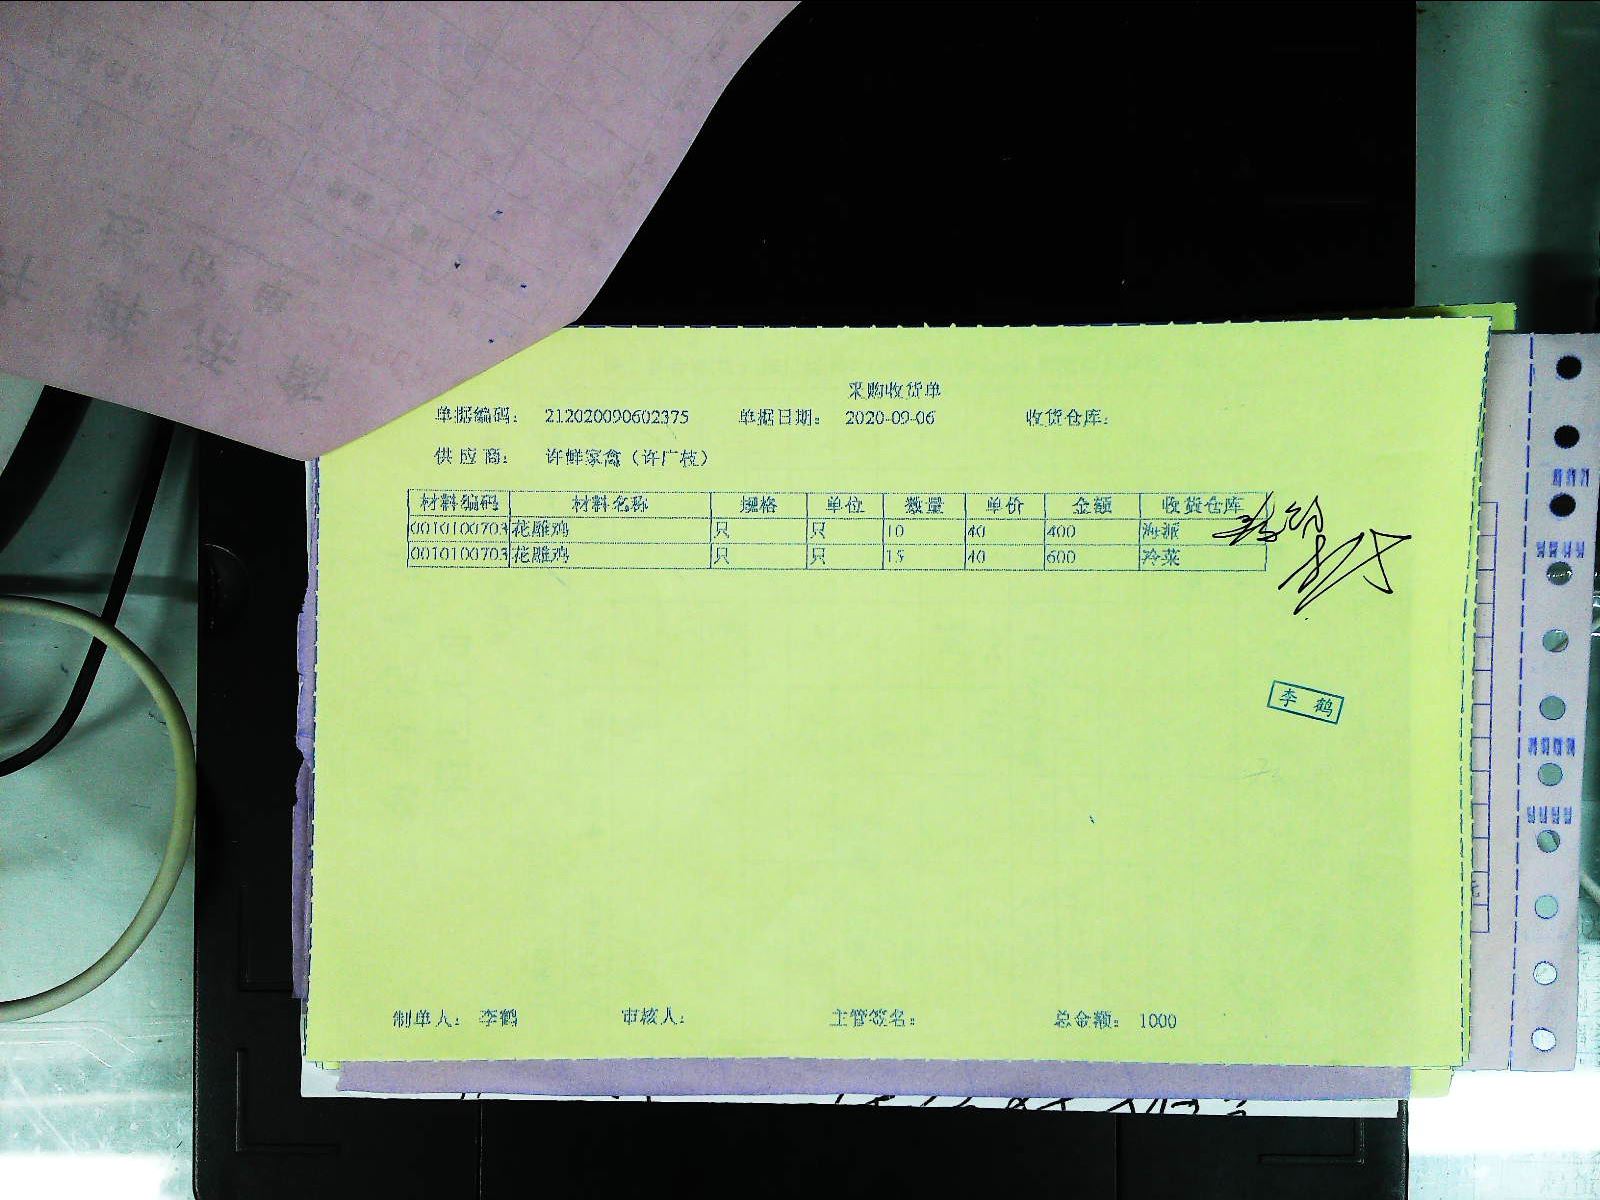 采购收货单
单据编码： 212020090602375 单据日期： 2020-09-06 收货仓库：
供应商： 许鲜家禽（许广枝）
材料编码 材料名称 规格 单位 数量 单价 金额 收货仓库
0010100703 花雕鸡 只 只 10 40 400 海派
0010100703 花雕鸡 只 只 15 40 600 冷菜
李鹤
制单人： 李鹤 审核人： 主管签名： 总金额： 1000